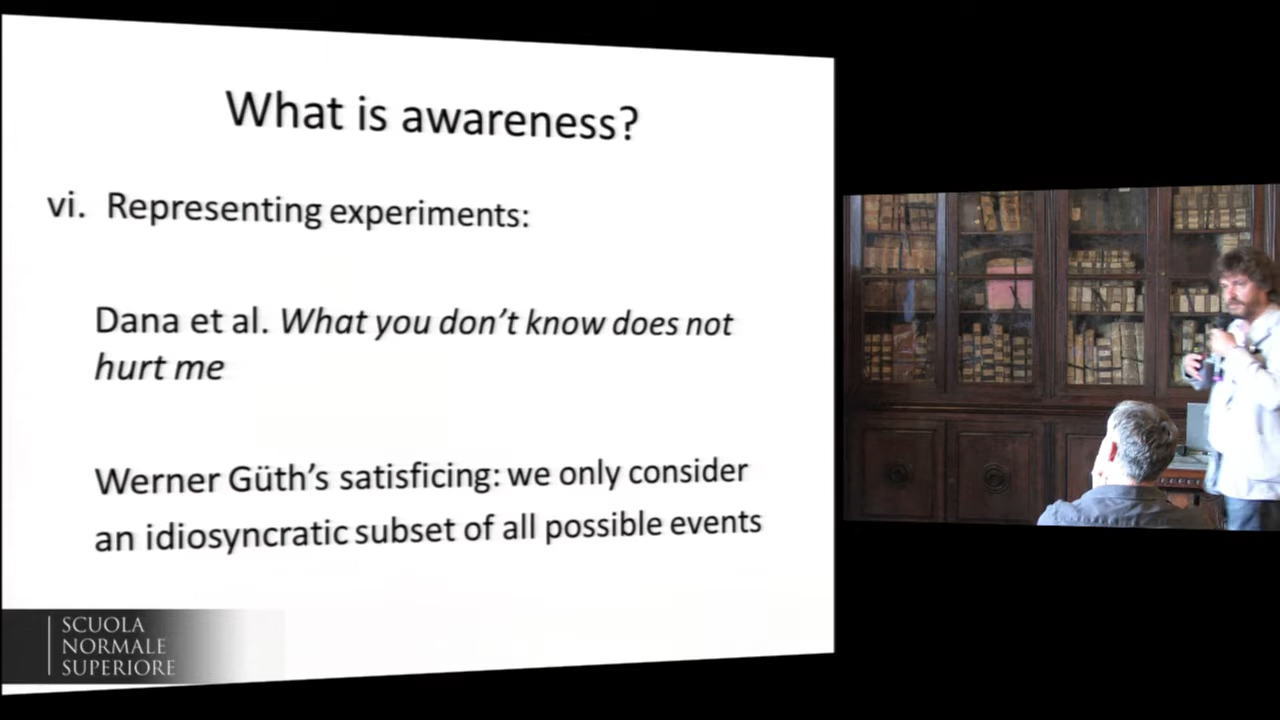 What is awareness?
vi. Representing experiments:
Dana et al. What you don't know does not
hurt me
Werner Güth's satisficing: we only consider
an idiosyncratic subset of all possible events
SCUOLA
NORMALE
SUPERIORE